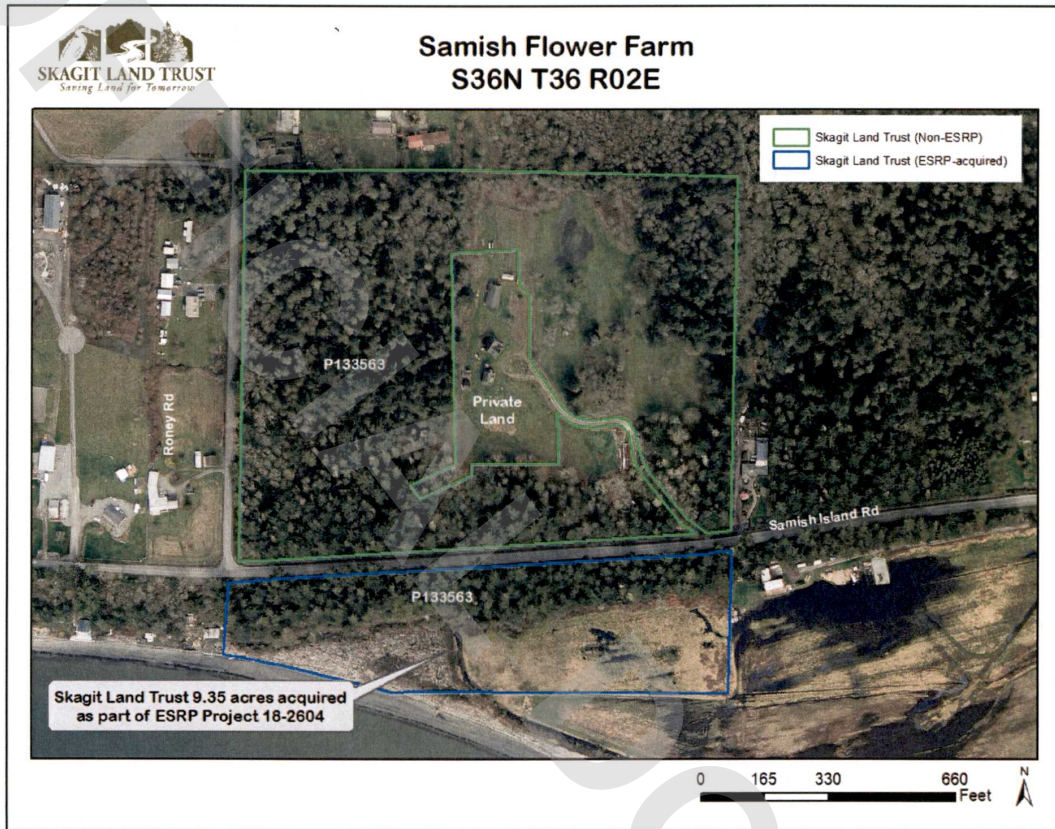 SKAGIT LAND TRUST
Saving Land for Tomorrow
Samish Flower Farm
S36N T36 R02E
Skagit Land Trust (Non-ESRP)
Skagit Land Trust (ESRP-acquired)
P133563
Private
Land
Roney Rd
Samish Island Rd
P133563
Skagit Land Trust 9.35 acres acquired
as part of ESRP Project 18-2604
0 165 330 660
Feet
N